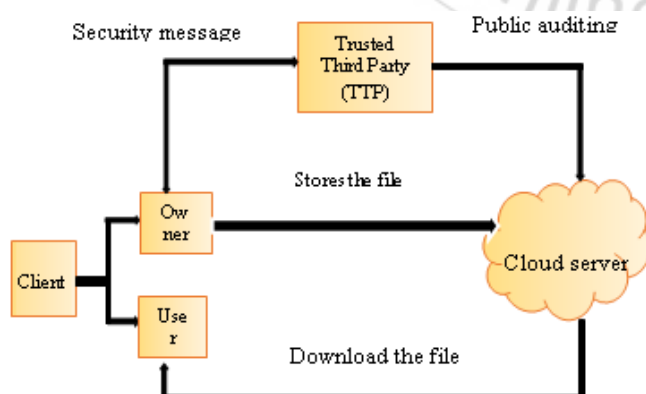 Security message
Public auditing
Trusted
Third Party
(TTP)
Stores the file
Ow
ner
Client
Cloud server
Use
r
Download the file